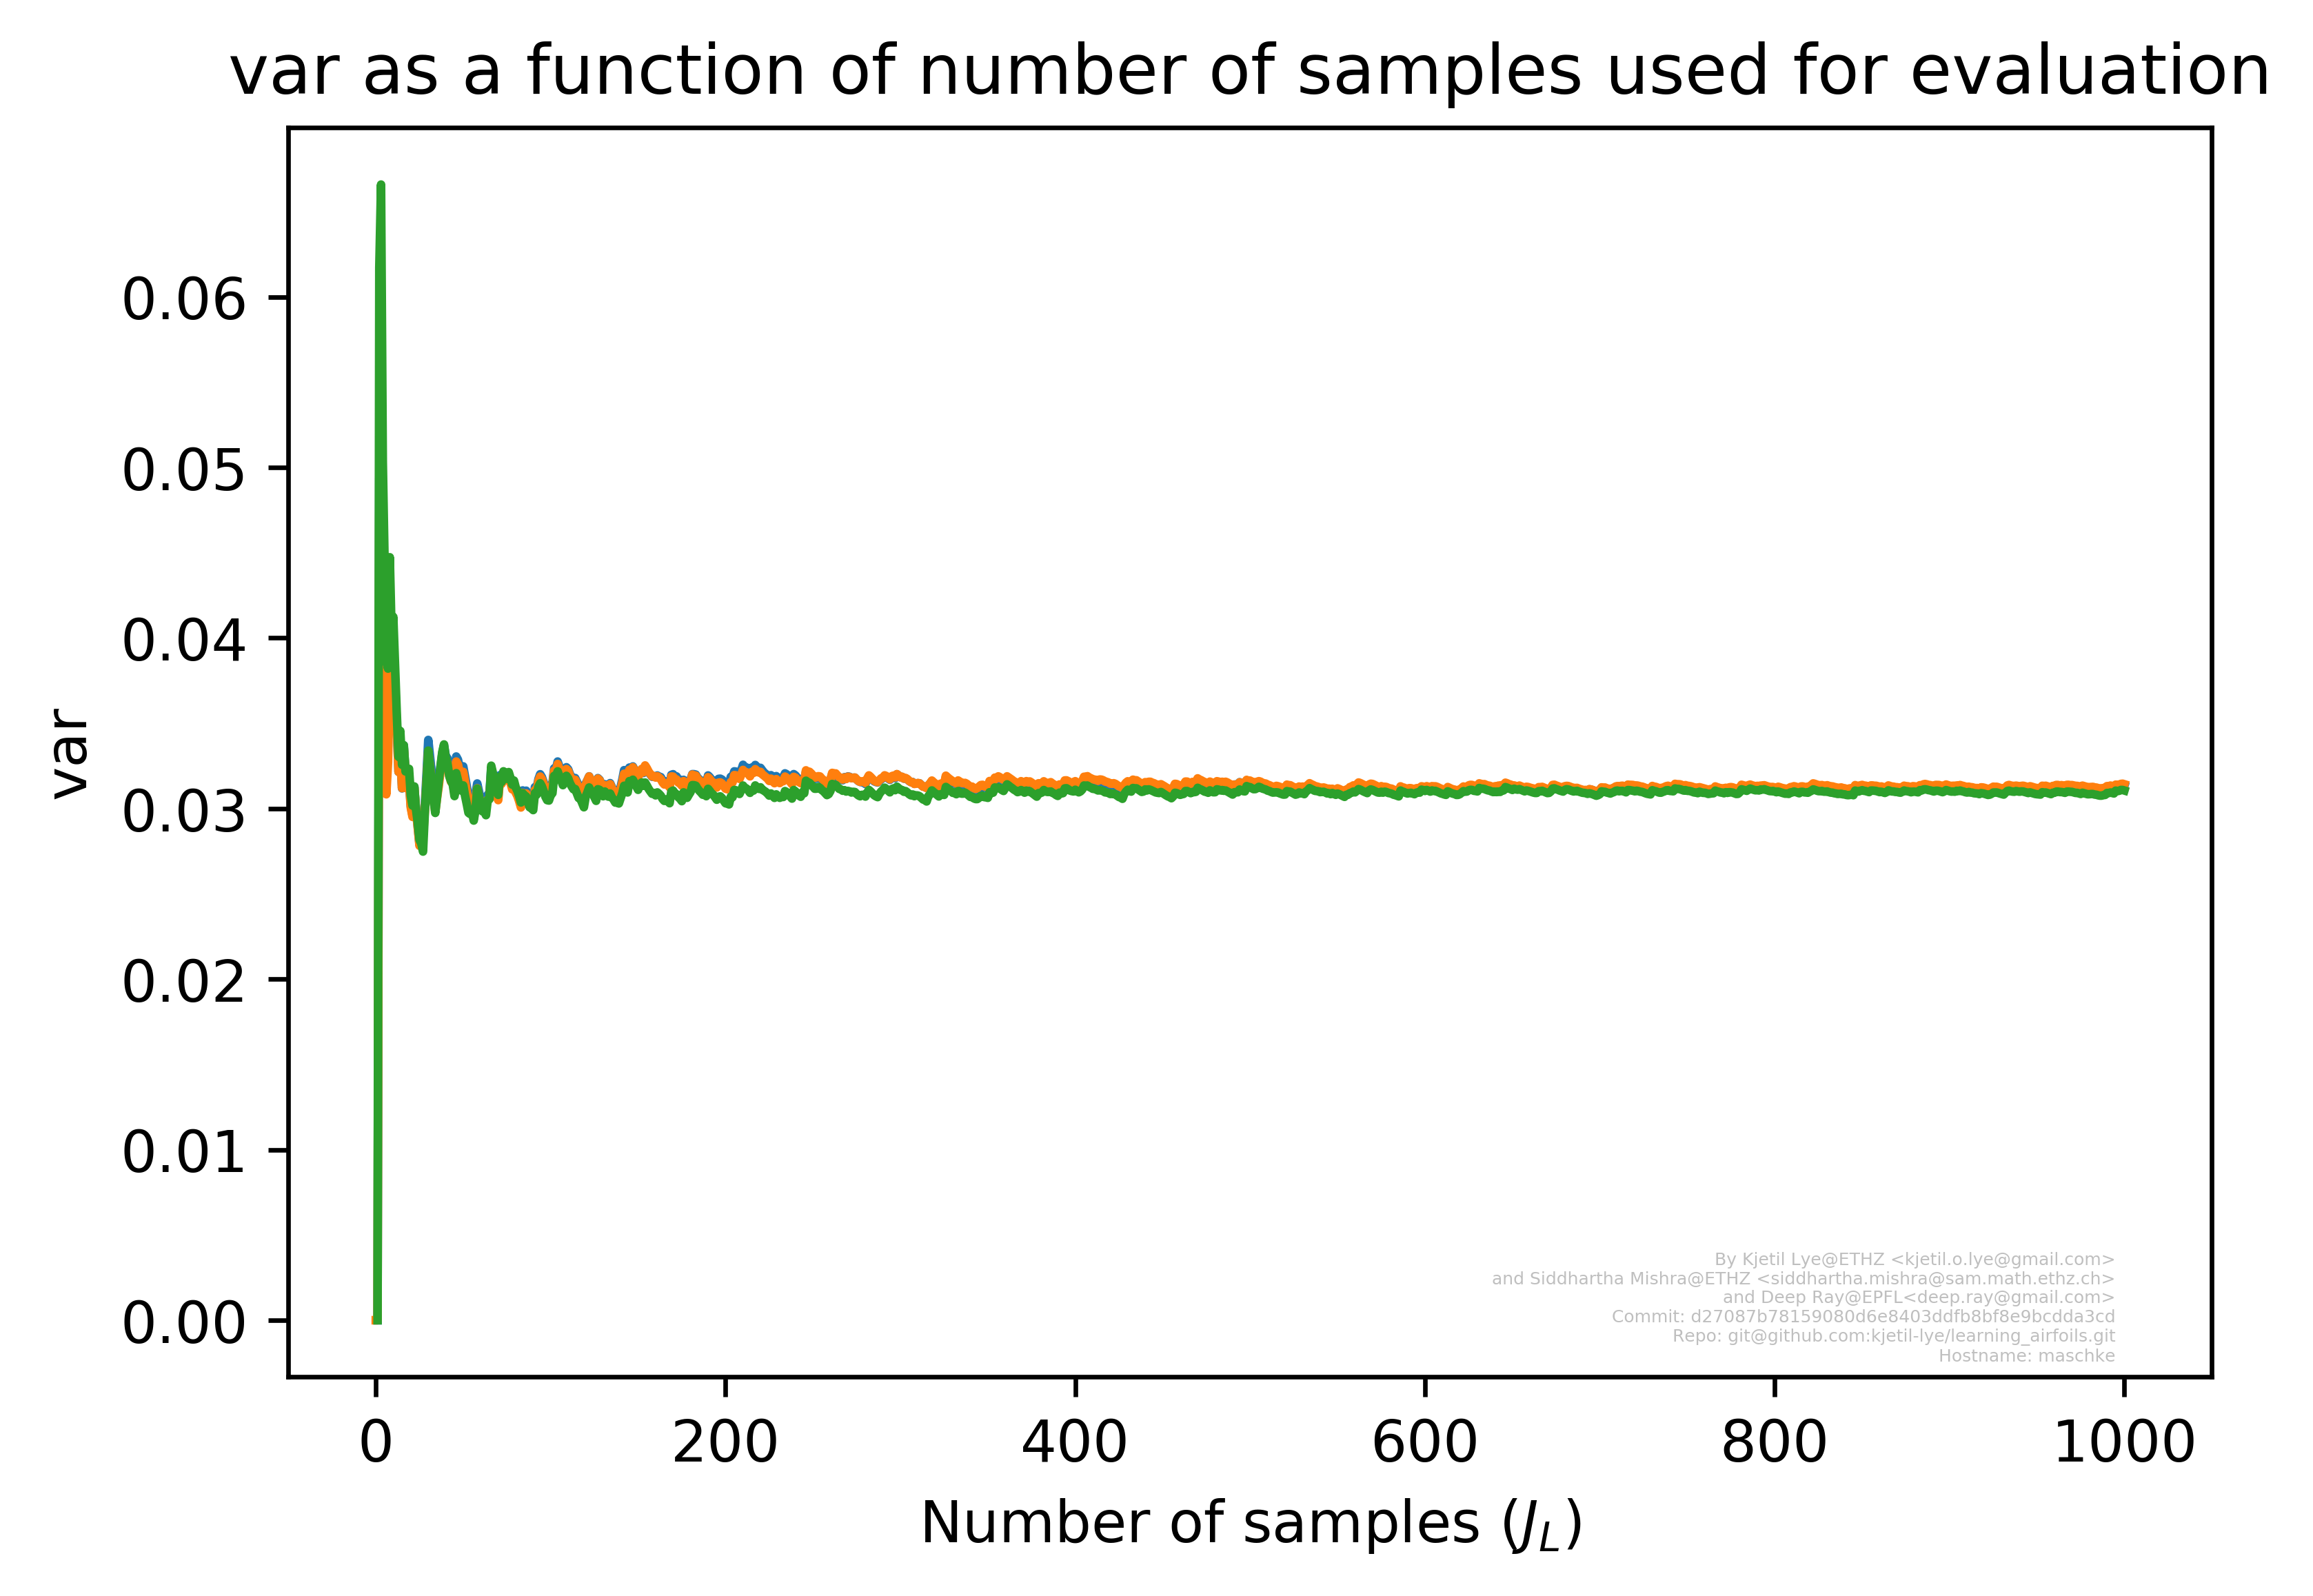 var as a function of number of samples used for evaluation
0.06
0.05
0.04
0.03
0.02
0.01
0.00
var
By Kjetil Lye@ETHZ <kjetil.o.lye@gmail.com>
and Siddhartha Mishra@ETHZ <siddhartha.mishra@sam.math.ethz.ch>
and Deep Ray@EPFL<deep.ray@gmail.com>
Commit: d27087b78159080d6e8403ddfb8bf8e9bcdda3cd
Repo: git@github.com:kjetil-lye/learning_airfoils.git
Hostname: maschke
0 200 400 600 800 1000
Number of samples (J_L)